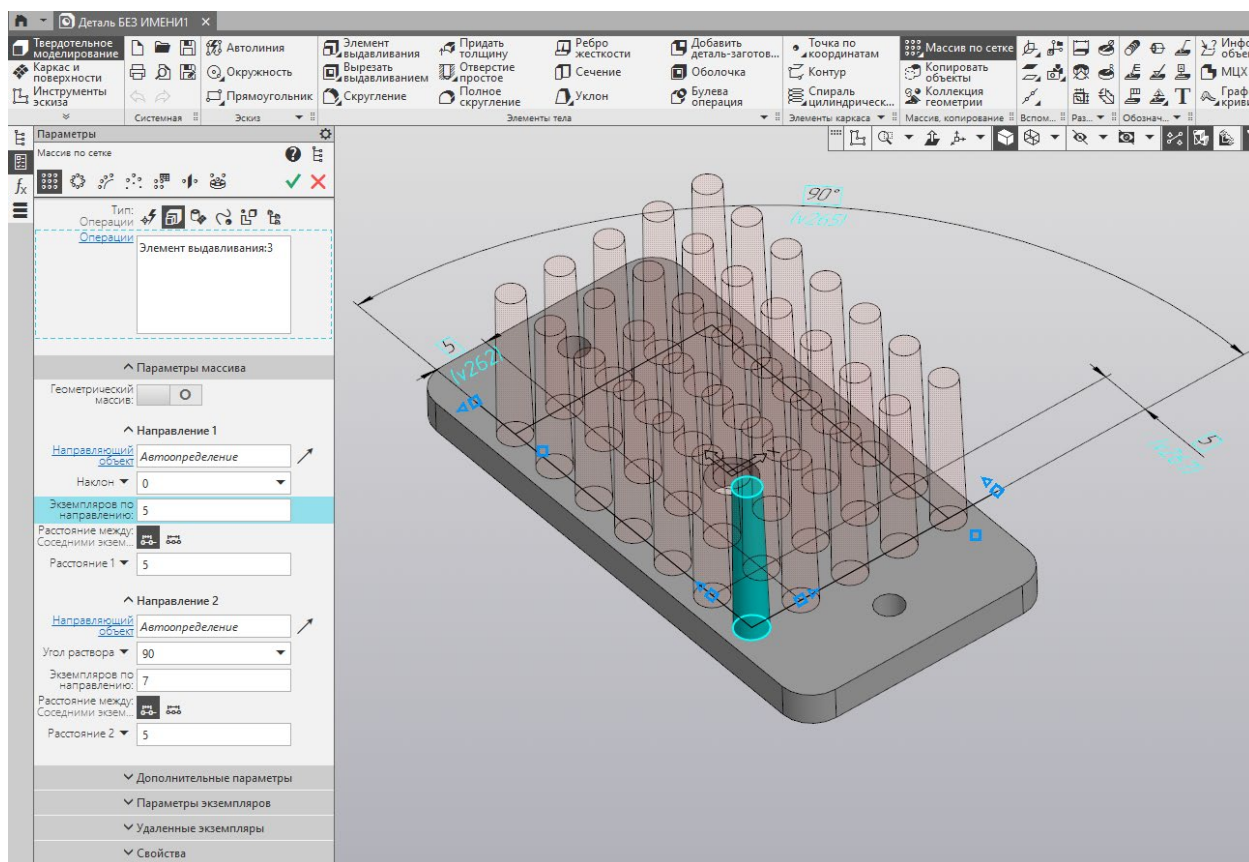 Деталь БЕЗ ИМЕНИ1
Твердотельное
моделирование
Каркас и
поверхности
Инструменты
эскиза
Системная
Автолиния
Окружность
Прямоугольник
Эскиз
Элемент
выдавливания
Вырезать
выдавливанием
Скругление
Придать
толщину
Отверстие
простое
Полное
скругление
Ребро
жесткости
Сечение
Уклон
Добавить
деталь-заготов...
Оболочка
Булева
операция
Элементы тела
Точка по
координатам
Контур
Спираль
цилиндрическ...
Элементы каркаса
Массив по сетке
Копировать
объекты
Коллекция
геометрии
Массив, копирование
Вспом...
Раз...
Обознач...
МЦХ
Параметры
Массив по сетке
Тип:
Операции
Операции
Элемент выдавливания:3
Параметры массива
Геометрический
массив:
Направление 1
Направляющий
объект
Автоопределение
Наклон
0
Экземпляров по
направлению:
5
Расстояние между:
Соседними экзем...
Расстояние 1
5
Направление 2
Направляющий
объект
Автоопределение
Угол раствора
90
Экземпляров по
направлению:
7
Расстояние между:
Соседними экзем...
Расстояние 2
5
Дополнительные параметры
Параметры экземпляров
Удаленные экземпляры
Свойства
90°
(v265)
5
(v262)
5
X